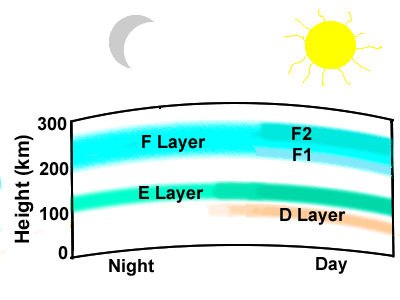 300
F2
F Layer
F1
200
E Layer
100
D Layer
0
Height (km)
Night
Day